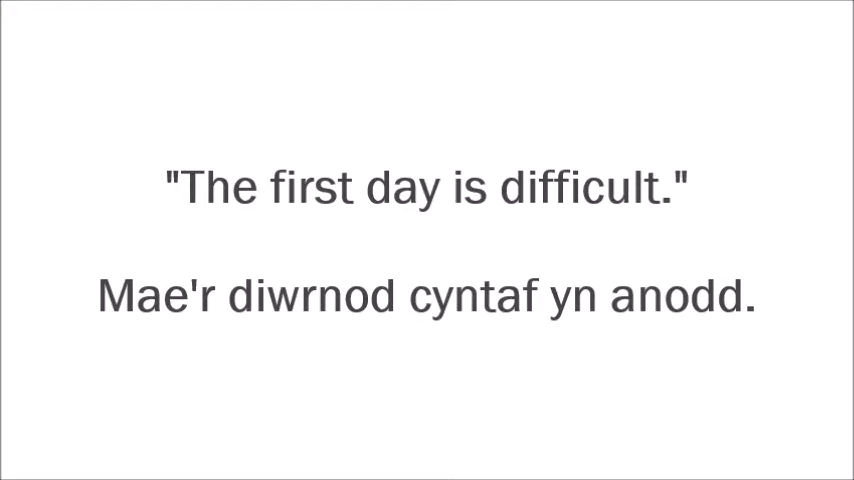 "The first day is difficult."
Mae'r diwrnod cyntaf yn anodd.